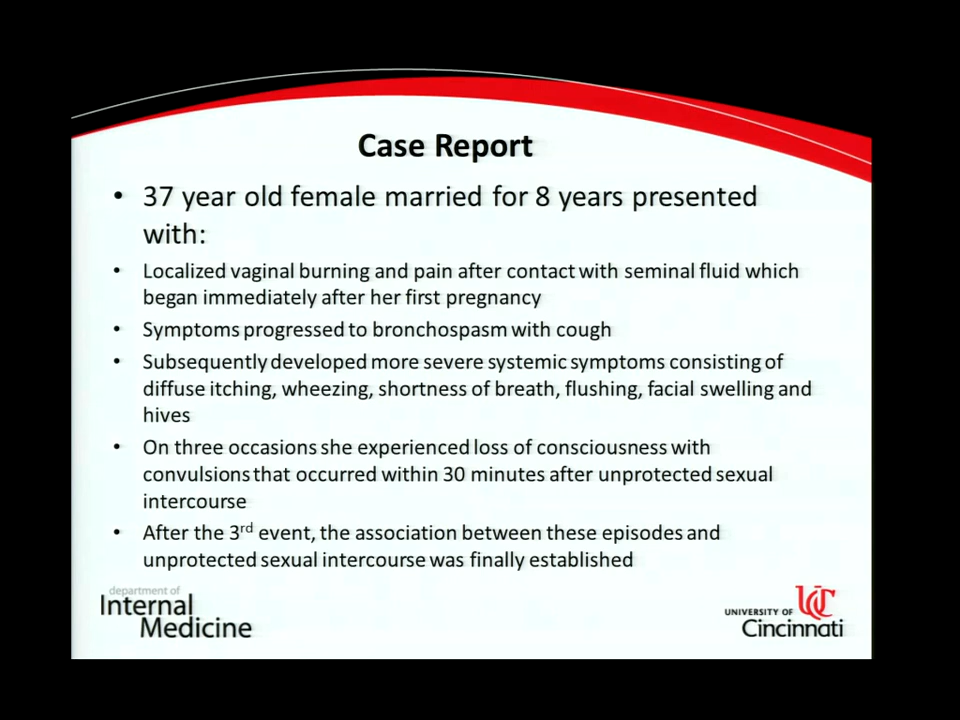 Case Report
• 37 year old female married for 8 years presented
with:
• Localized vaginal burning and pain after contact with seminal fluid which
began immediately after her first pregnancy
• Symptoms progressed to bronchospasm with cough
• Subsequently developed more severe systemic symptoms consisting of
diffuse itching, wheezing, shortness of breath, flushing, facial swelling and
hives
• On three occasions she experienced loss of consciousness with
convulsions that occurred within 30 minutes after unprotected sexual
intercourse
• After the 3rd event, the association between these episodes and
unprotected sexual intercourse was finally established
department of
Internal
Medicine
UC
UNIVERSITY OF
Cincinnati